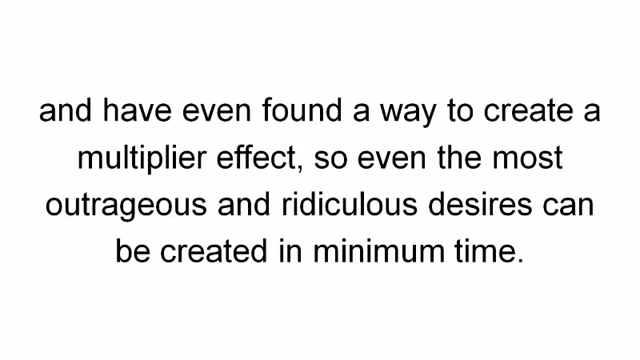 and have even found a way to create a
multiplier effect, so even the most
outrageous and ridiculous desires can
be created in minimum time.